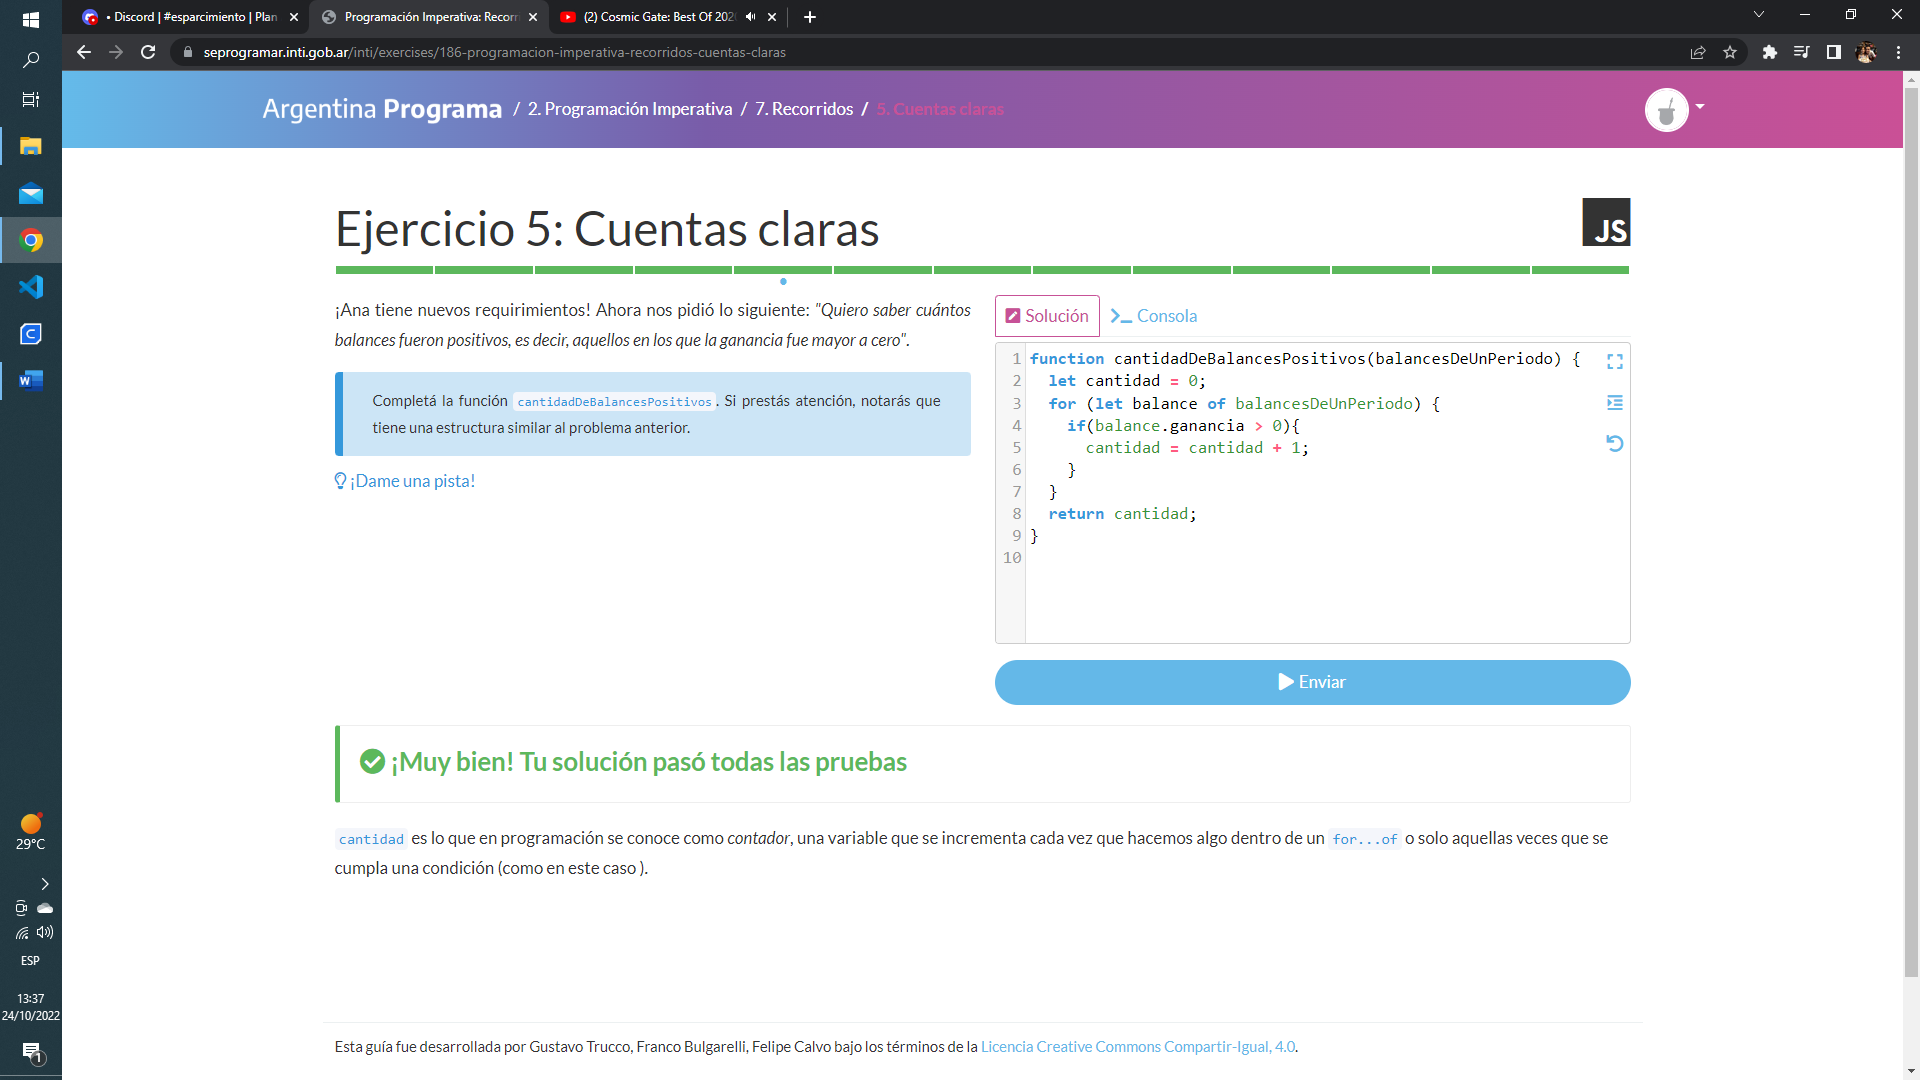 • Discord | #esparcimiento | Plan
Programación Imperativa: Recorr
(2) Cosmic Gate: Best Of 202
seprogramar.inti.gob.ar/inti/exercises/186-programacion-imperativa-recorridos-cuentas-claras
Argentina Programa / 2. Programación Imperativa / 7. Recorridos / 5. Cuentas claras
Ejercicio 5: Cuentas claras
JS
¡Ana tiene nuevos requirimientos! Ahora nos pidió lo siguiente: "Quiero saber cuántos
balances fueron positivos, es decir, aquellos en los que la ganancia fue mayor a cero".
Completá la función cantidadDeBalancesPositivos. Si prestás atención, notarás que
tiene una estructura similar al problema anterior.
¡Dame una pista!
Solución
Consola
1 function cantidadDeBalancesPositivos(balancesDeUnPeriodo) {
2 let cantidad = 0;
3 for (let balance of balancesDeUnPeriodo) {
4 if(balance.ganancia > 0){
5 cantidad = cantidad + 1;
6 }
7 }
8 return cantidad;
9 }
10
Enviar
¡Muy bien! Tu solución pasó todas las pruebas
cantidad es lo que en programación se conoce como contador, una variable que se incrementa cada vez que hacemos algo dentro de un for...of o solo aquellas veces que se
cumpla una condición (como en este caso ).
Esta guía fue desarrollada por Gustavo Trucco, Franco Bulgarelli, Felipe Calvo bajo los términos de la Licencia Creative Commons Compartir-Igual, 4.0.
29°C
ESP
13:37
24/10/2022
1